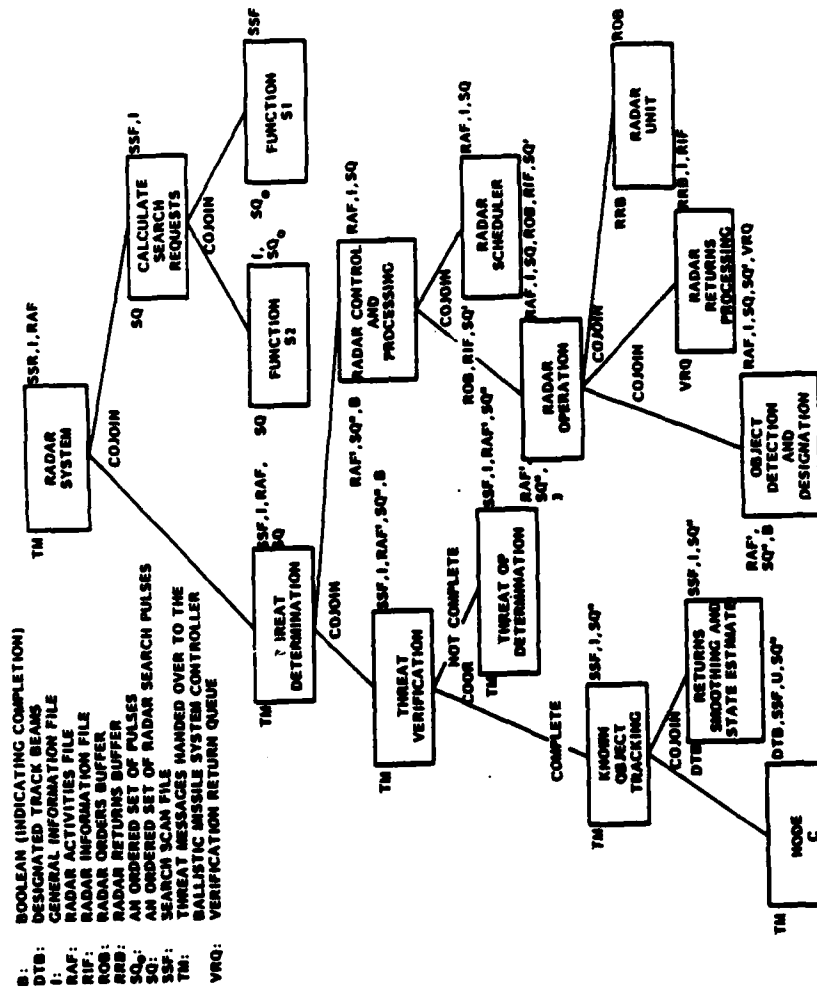 B: BOOLEAN (INDICATING COMPLETION)
DTB: DESIGNATED TRACK BEAMS
I: GENERAL INFORMATION FILE
RAF: RADAR ACTIVITIES FILE
RIF: RADAR INFORMATION FILE
ROB: RADAR ORDERS BUFFER
RRB: RADAR RETURNS BUFFER
SQ₀: AN ORDERED SET OF PULSES
SQ: AN ORDERED SET OF RADAR SEARCH PULSES
SSF: SEARCH SCAN FILE
TM: THREAT MESSAGES HANDED OVER TO THE
BALLISTIC MISSILE SYSTEM CONTROLLER
VRQ: VERIFICATION RETURN QUEUE
TM
RADAR
SYSTEM
SSR, I, RAF
COJOIN
SQ
CALCULATE
SEARCH
REQUESTS
SSF, I
COJOIN
SQ
FUNCTION
S2
I,
SQ₀
SQ₀
FUNCTION
S1
SSF
TM
REAT
DETERMINATION
SSF, I, RAF,
SQ
COJOIN
RAF', SQ", B
RADAR CONTROL
AND
PROCESSING
RAF, I, SQ
COJOIN
TM
THREAT
VERIFICATION
SSF, I, RAF', SQ", B
COOR
NOT COMPLETE
COMPLETE
ROB, RIF, SQ'
RADAR
SCHEDULER
RAF, I, SQ
TM
THREAT OP
DETERMINATION
SSF, I, RAF', SQ"
RAF',
SQ",
)
RADAR
OPERATION
RAF, I, SQ, ROB, RIF, SQ'
COJOIN
COJOIN
RRB
RADAR
UNIT
ROB
TM
KNOWN
OBJECT
TRACKING
SSF, I, SQ"
COJOIN
VRQ
RADAR
RETURNS
PROCESSING
RRB, I, RIF
DTB
RETURNS
SMOOTHING AND
STATE ESTIMATE
SSF, I, SQ"
RAF',
SQ", B
OBJECT
DETECTION
AND
DESIGNATION
RAF, I, SQ, SQ', VRQ
TM
NODE
C
DTB, SSF, U, SQ"